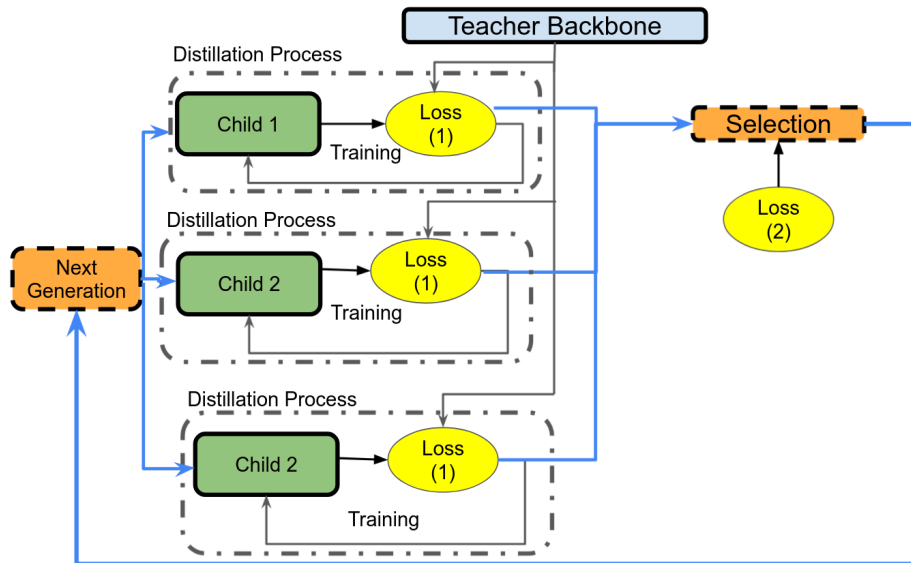 Teacher Backbone
Distillation Process
Child 1
Loss
(1)
Training
Selection
Loss
(2)
Distillation Process
Child 2
Loss
(1)
Training
Next
Generation
Distillation Process
Child 2
Loss
(1)
Training